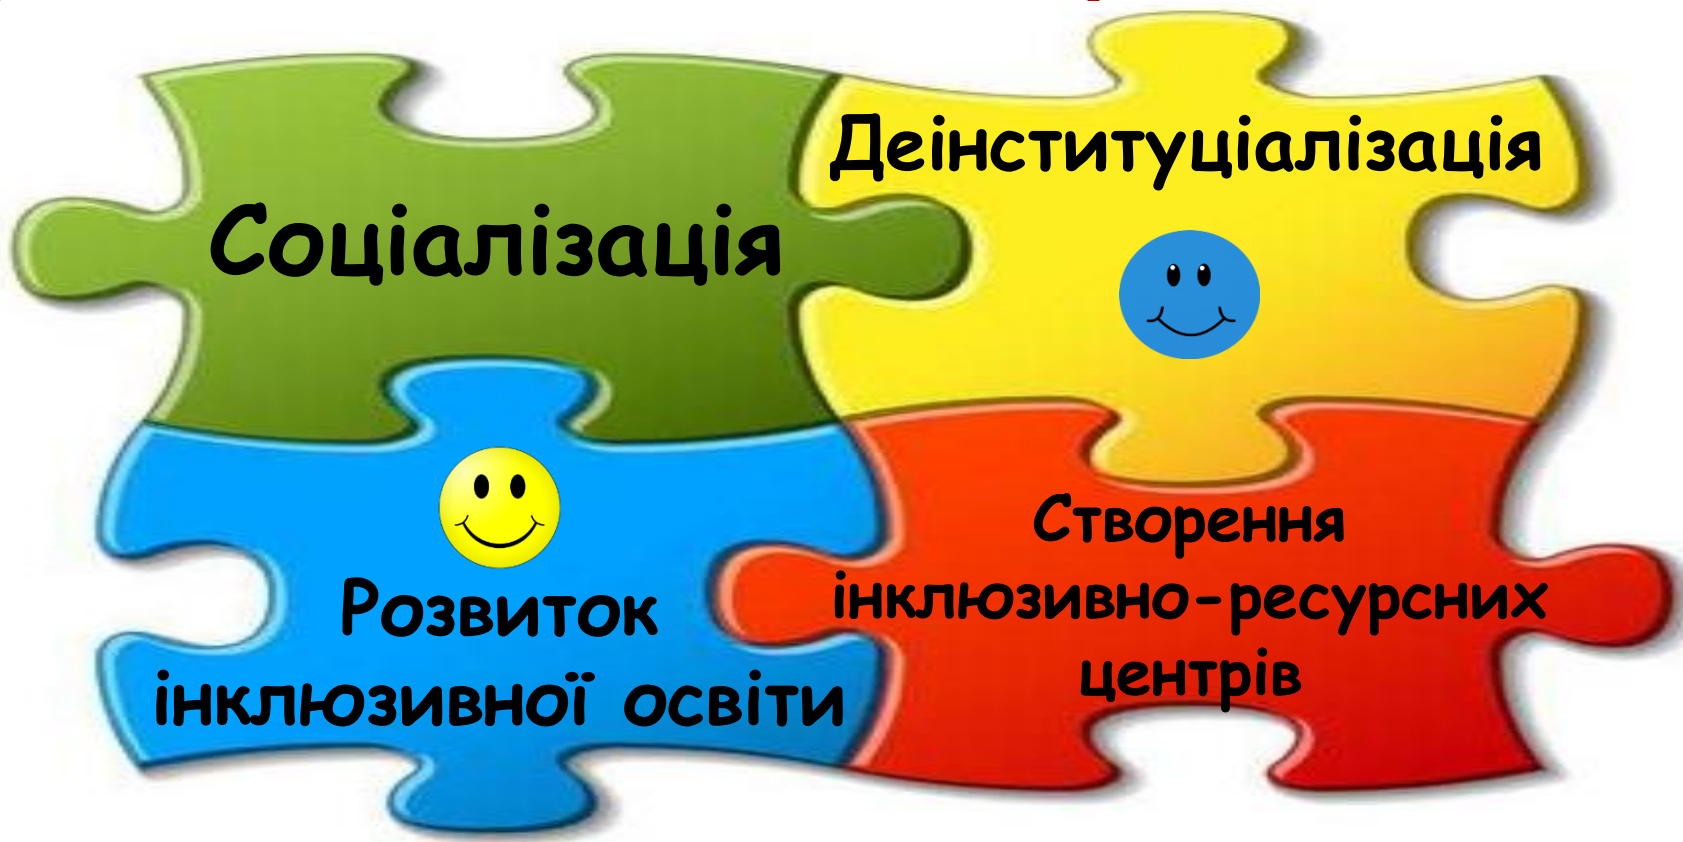 Соціалізація
Деінституціалізація
Розвиток
інклюзивної освіти
Створення
інклюзивно-ресурсних
центрів